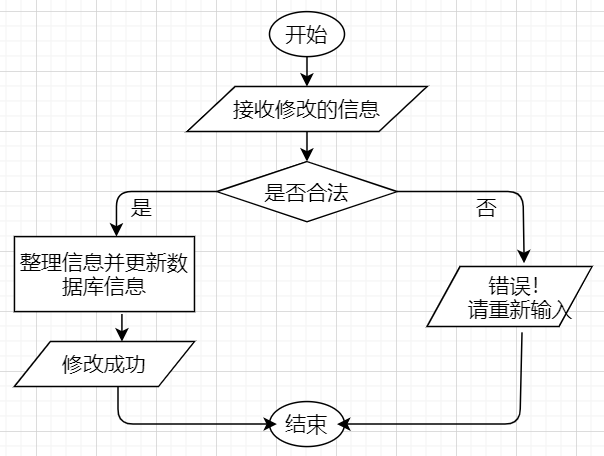 开始
接收修改的信息
是否合法
是
否
整理信息并更新数
据库信息
错误！
请重新输入
修改成功
结束